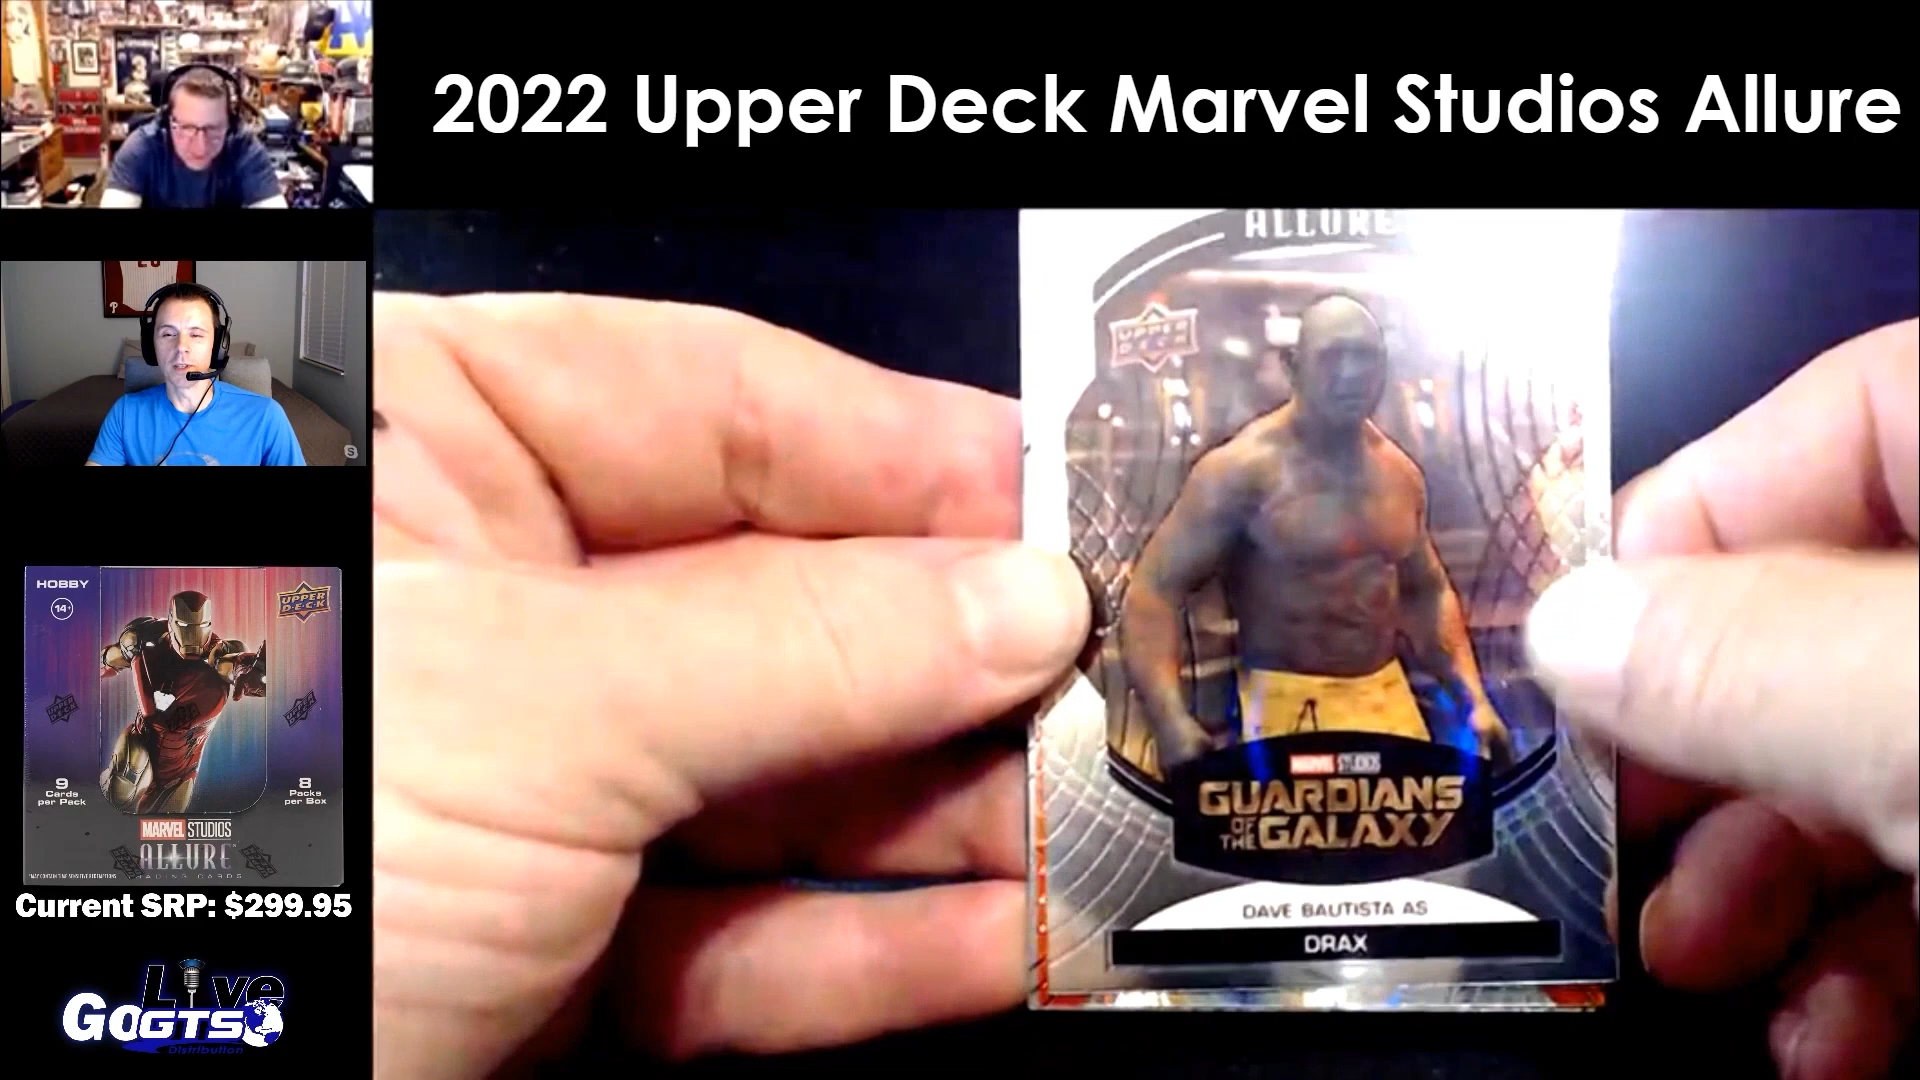 2022 Upper Deck Marvel Studios Allure
ALLURE
UPPER
DECK
MARVEL STUDIOS
GUARDIANS
OF
THE GALAXY
DAVE BAUTISTA AS
DRAX
P
S
HOBBY
14+
UPPER
DECK
9
Cards
per Pack
8
Packs
per Box
MARVEL STUDIOS
ALLURE
TRADING CARDS
Current SRP: $299.95
Live
GoGTS
Distribution